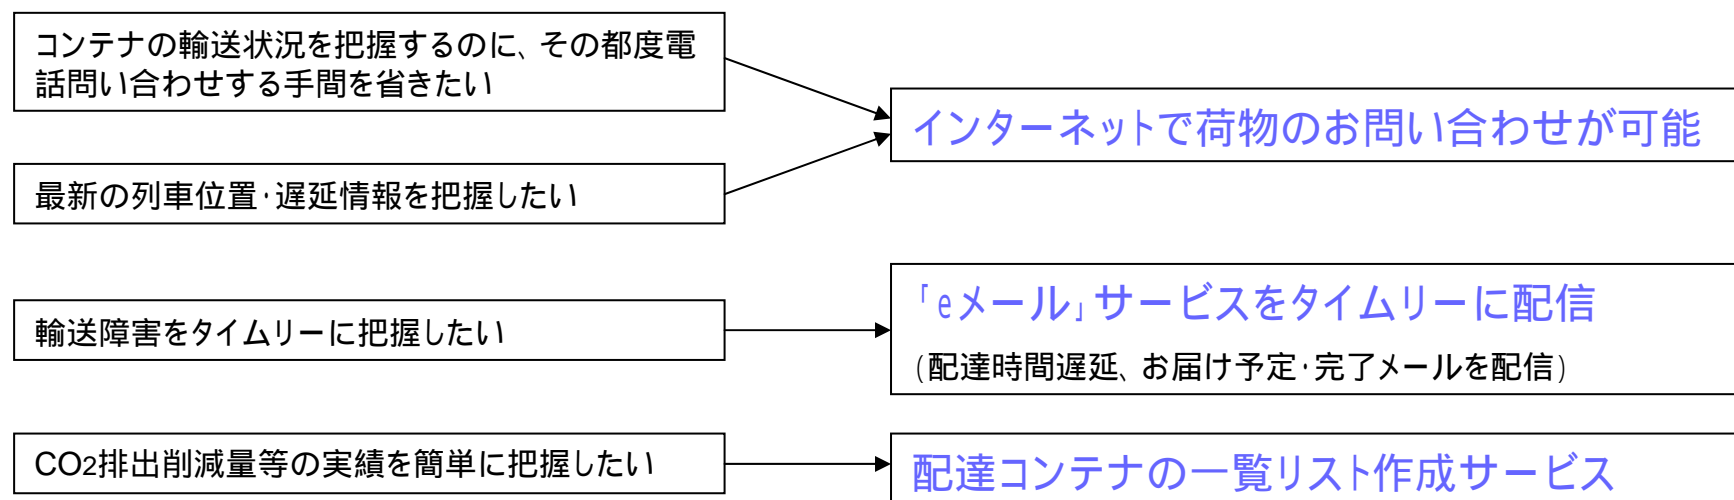 コンテナの輸送状況を把握するのに、その都度電
話問い合わせする手間を省きたい
インターネットで荷物のお問い合わせが可能
最新の列車位置・遅延情報を把握したい
輸送障害をタイムリーに把握したい
「eメール」サービスをタイムリーに配信
(配達時間遅延、お届け予定・完了メールを配信)
CO2排出削減量等の実績を簡単に把握したい
配達コンテナの一覧リスト作成サービス